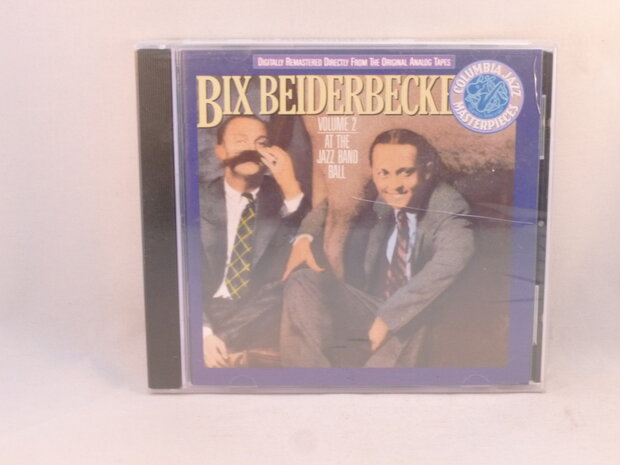 DIGITALLY REMASTERED DIRECTLY FROM THE ORIGINAL ANALOG TAPES
BIX BEIDERBECKE
COLUMBIA JAZZ
MASTERPIECES
VOLUME 2
AT THE
JAZZ BAND
BALL